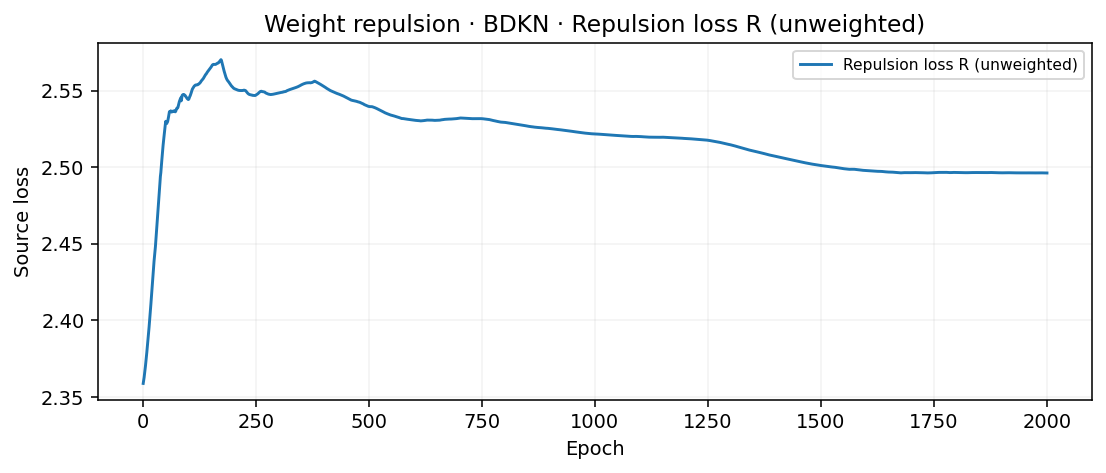 Weight repulsion · BDKN · Repulsion loss R (unweighted)
Repulsion loss R (unweighted)
Source loss
2.55
2.50
2.45
2.40
2.35
0 250 500 750 1000 1250 1500 1750 2000
Epoch